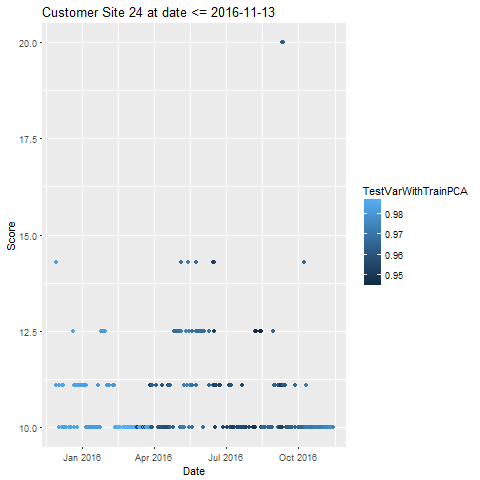 Customer Site 24 at date <= 2016-11-13
20.0
17.5
15.0
12.5
10.0
Score
Jan 2016 Apr 2016 Jul 2016 Oct 2016
Date
TestVarWithTrainPCA
0.98
0.97
0.96
0.95